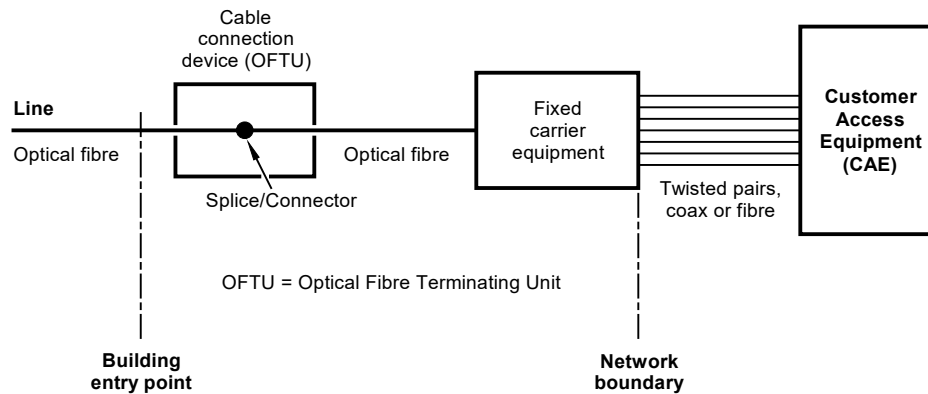 Cable
connection
device (OFTU)
Line
Optical fibre
Optical fibre
Splice/Connector
Fixed
carrier
equipment
Twisted pairs,
coax or fibre
Customer
Access
Equipment
(CAE)
OFTU = Optical Fibre Terminating Unit
Building
entry point
Network
boundary